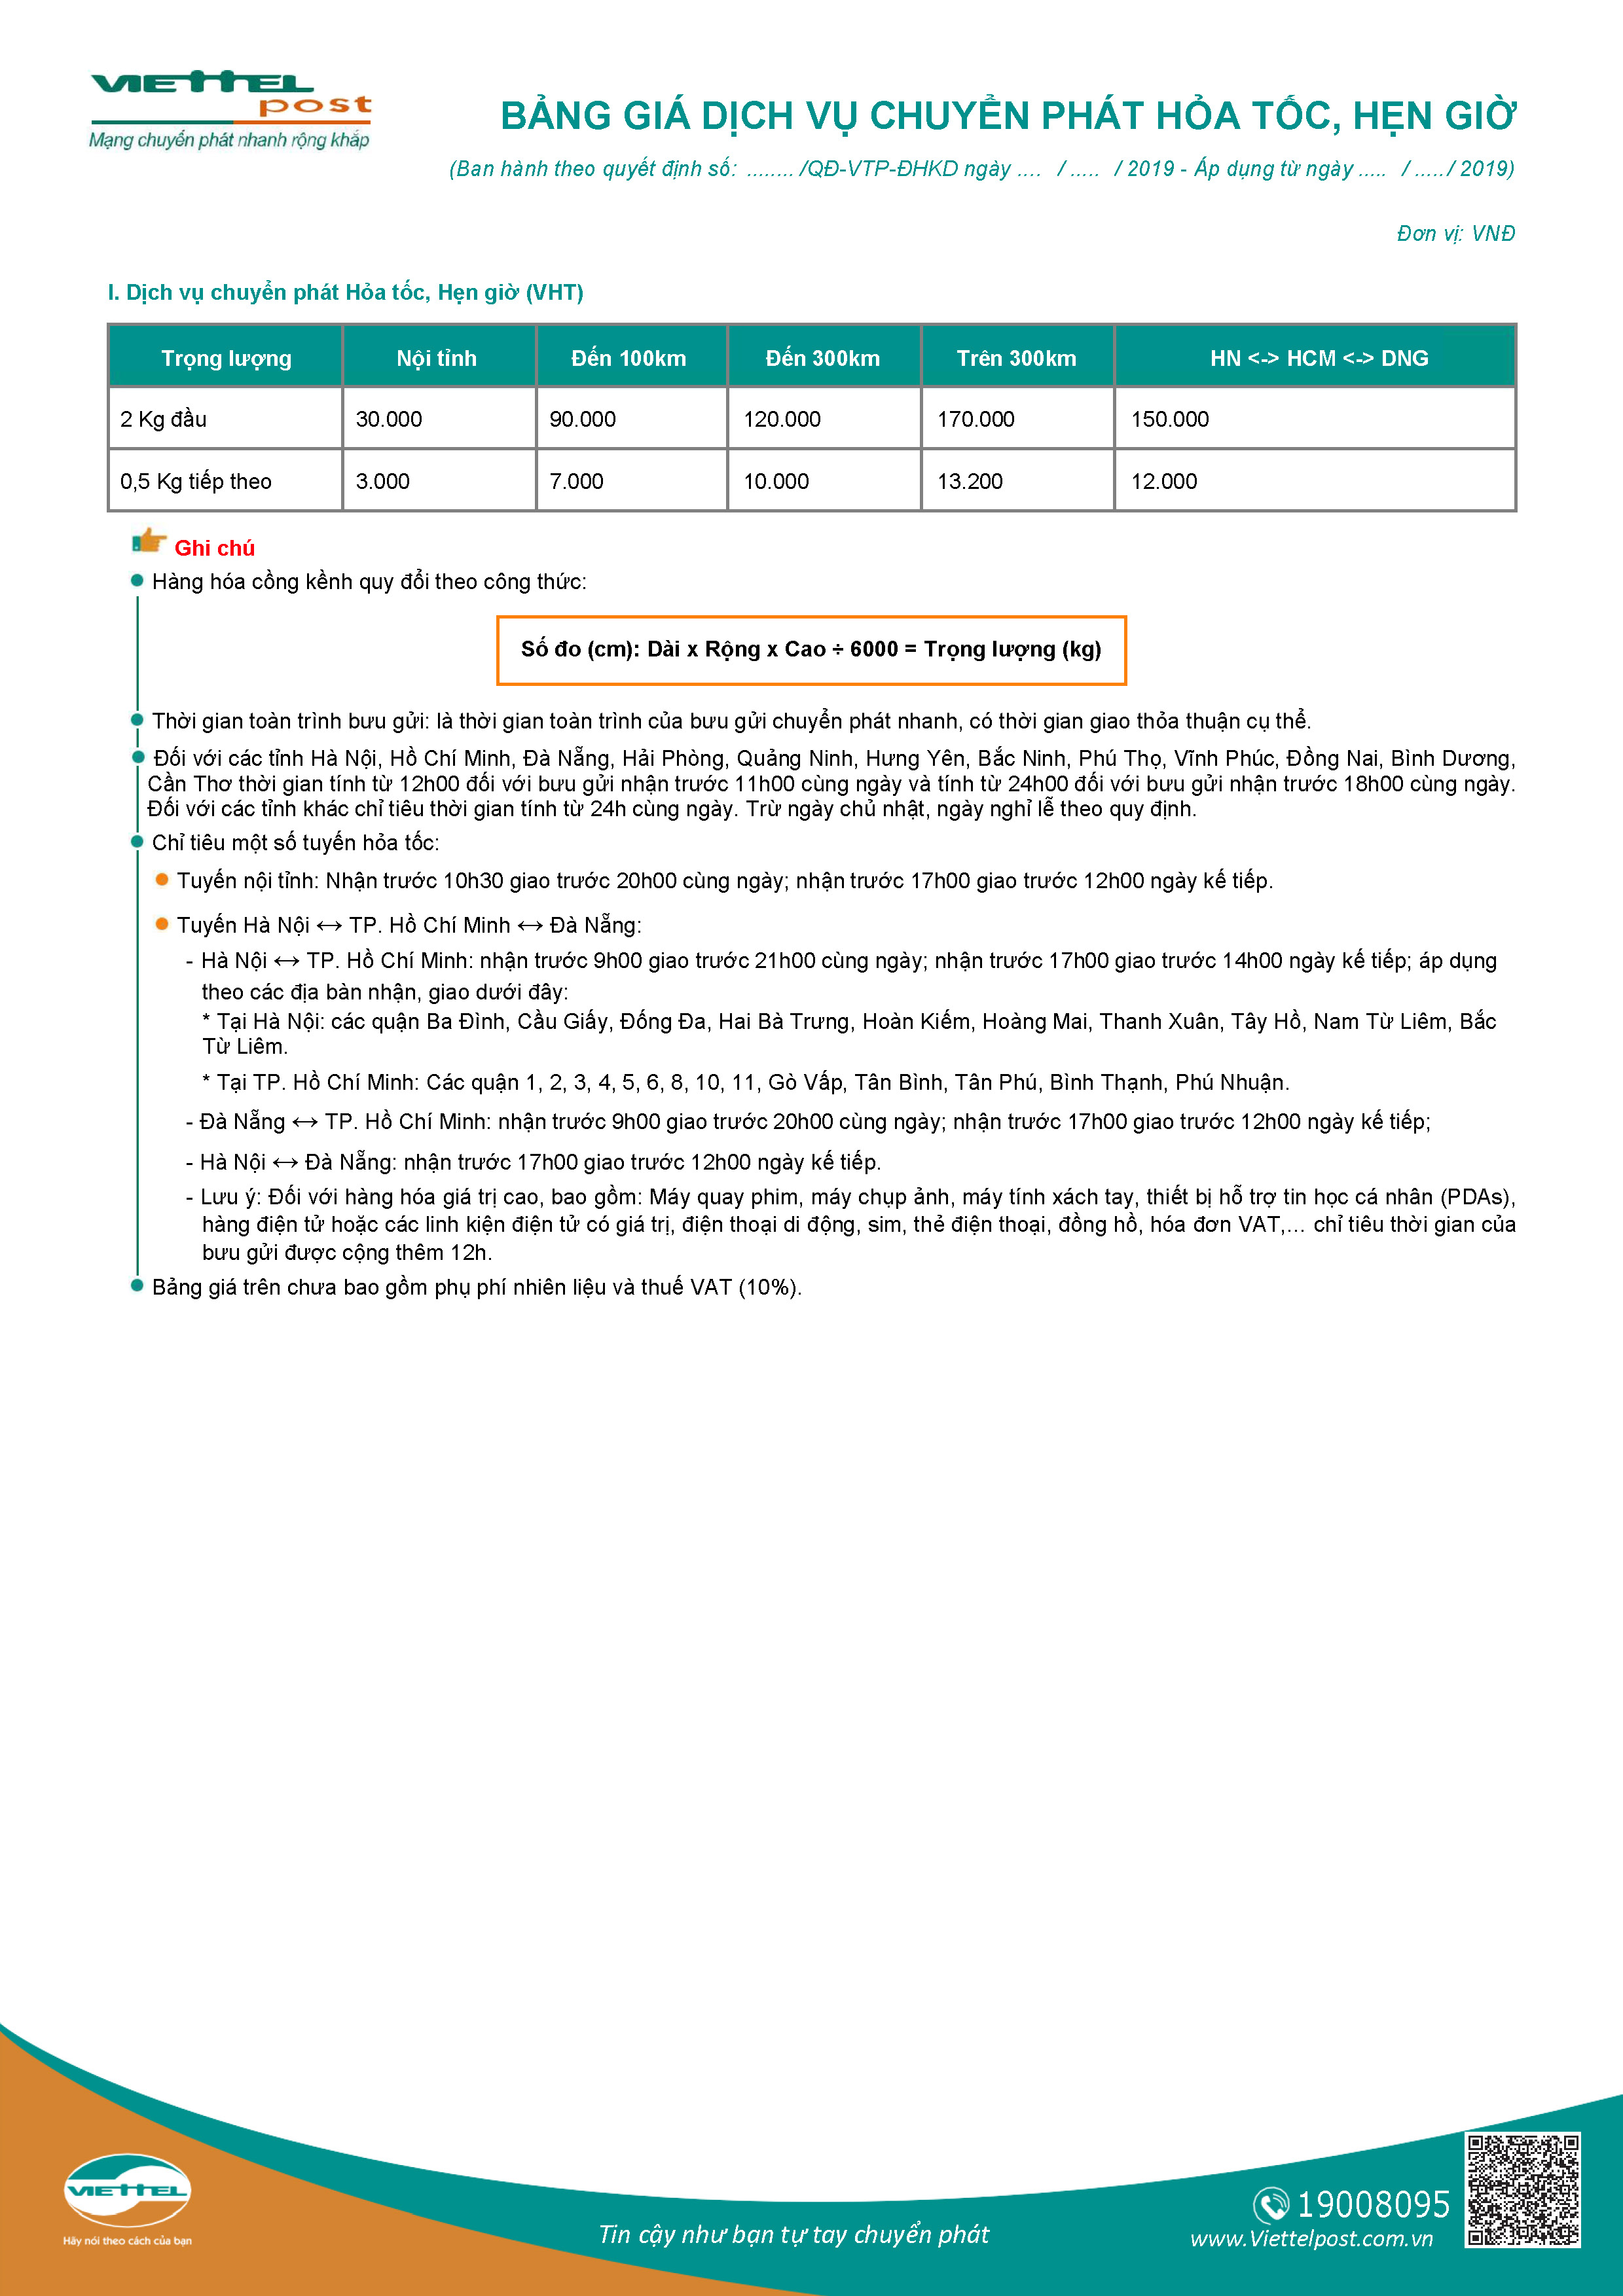 VIETTEL
post
Mạng chuyển phát nhanh rộng khắp
BẢNG GIÁ DỊCH VỤ CHUYỂN PHÁT HỎA TỐC, HẸN GIỜ
(Ban hành theo quyết định số: ........ /QĐ-VTP-ĐHKD ngày .... / ..... / 2019 - Áp dụng từ ngày ..... / ...../ 2019)
Đơn vị: VNĐ
I. Dịch vụ chuyển phát Hỏa tốc, Hẹn giờ (VHT)
Trọng lượng Nội tỉnh Đến 100km Đến 300km Trên 300km HN <-> HCM <-> DNG
2 Kg đầu 30.000 90.000 120.000 170.000 150.000
0,5 Kg tiếp theo 3.000 7.000 10.000 13.200 12.000
Ghi chú
Hàng hóa cồng kềnh quy đổi theo công thức:
Số đo (cm): Dài x Rộng x Cao ÷ 6000 = Trọng lượng (kg)
Thời gian toàn trình bưu gửi: là thời gian toàn trình của bưu gửi chuyển phát nhanh, có thời gian giao thỏa thuận cụ thể.
Đối với các tỉnh Hà Nội, Hồ Chí Minh, Đà Nẵng, Hải Phòng, Quảng Ninh, Hưng Yên, Bắc Ninh, Phú Thọ, Vĩnh Phúc, Đồng Nai, Bình Dương,
Cần Thơ thời gian tính từ 12h00 đối với bưu gửi nhận trước 11h00 cùng ngày và tính từ 24h00 đối với bưu gửi nhận trước 18h00 cùng ngày.
Đối với các tỉnh khác chỉ tiêu thời gian tính từ 24h cùng ngày. Trừ ngày chủ nhật, ngày nghỉ lễ theo quy định.
Chỉ tiêu một số tuyến hỏa tốc:
Tuyến nội tỉnh: Nhận trước 10h30 giao trước 20h00 cùng ngày; nhận trước 17h00 giao trước 12h00 ngày kế tiếp.
Tuyến Hà Nội ↔ TP. Hồ Chí Minh ↔ Đà Nẵng:
- Hà Nội ↔ TP. Hồ Chí Minh: nhận trước 9h00 giao trước 21h00 cùng ngày; nhận trước 17h00 giao trước 14h00 ngày kế tiếp; áp dụng
theo các địa bàn nhận, giao dưới đây:
* Tại Hà Nội: các quận Ba Đình, Cầu Giấy, Đống Đa, Hai Bà Trưng, Hoàn Kiếm, Hoàng Mai, Thanh Xuân, Tây Hồ, Nam Từ Liêm, Bắc
Từ Liêm.
* Tại TP. Hồ Chí Minh: Các quận 1, 2, 3, 4, 5, 6, 8, 10, 11, Gò Vấp, Tân Bình, Tân Phú, Bình Thạnh, Phú Nhuận.
- Đà Nẵng ↔ TP. Hồ Chí Minh: nhận trước 9h00 giao trước 20h00 cùng ngày; nhận trước 17h00 giao trước 12h00 ngày kế tiếp;
- Hà Nội ↔ Đà Nẵng: nhận trước 17h00 giao trước 12h00 ngày kế tiếp.
- Lưu ý: Đối với hàng hóa giá trị cao, bao gồm: Máy quay phim, máy chụp ảnh, máy tính xách tay, thiết bị hỗ trợ tin học cá nhân (PDAs),
hàng điện tử hoặc các linh kiện điện tử có giá trị, điện thoại di động, sim, thẻ điện thoại, đồng hồ, hóa đơn VAT,... chỉ tiêu thời gian của
bưu gửi được cộng thêm 12h.
Bảng giá trên chưa bao gồm phụ phí nhiên liệu và thuế VAT (10%).
VIETTEL
Hãy nói theo cách của bạn
Tin cậy như bạn tự tay chuyển phát
19008095
www.Viettelpost.com.vn